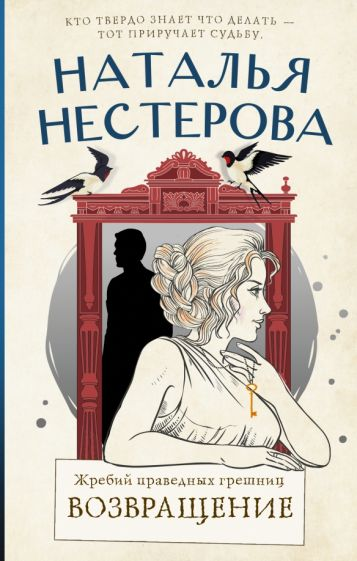 КТО ТВЕРДО ЗНАЕТ ЧТО ДЕЛАТЬ —
ТОТ ПРИРУЧАЕТ СУДЬБУ.
НАТАЛЬЯ
НЕСТЕРОВА
Жребий праведных грешниц
ВОЗВРАЩЕНИЕ